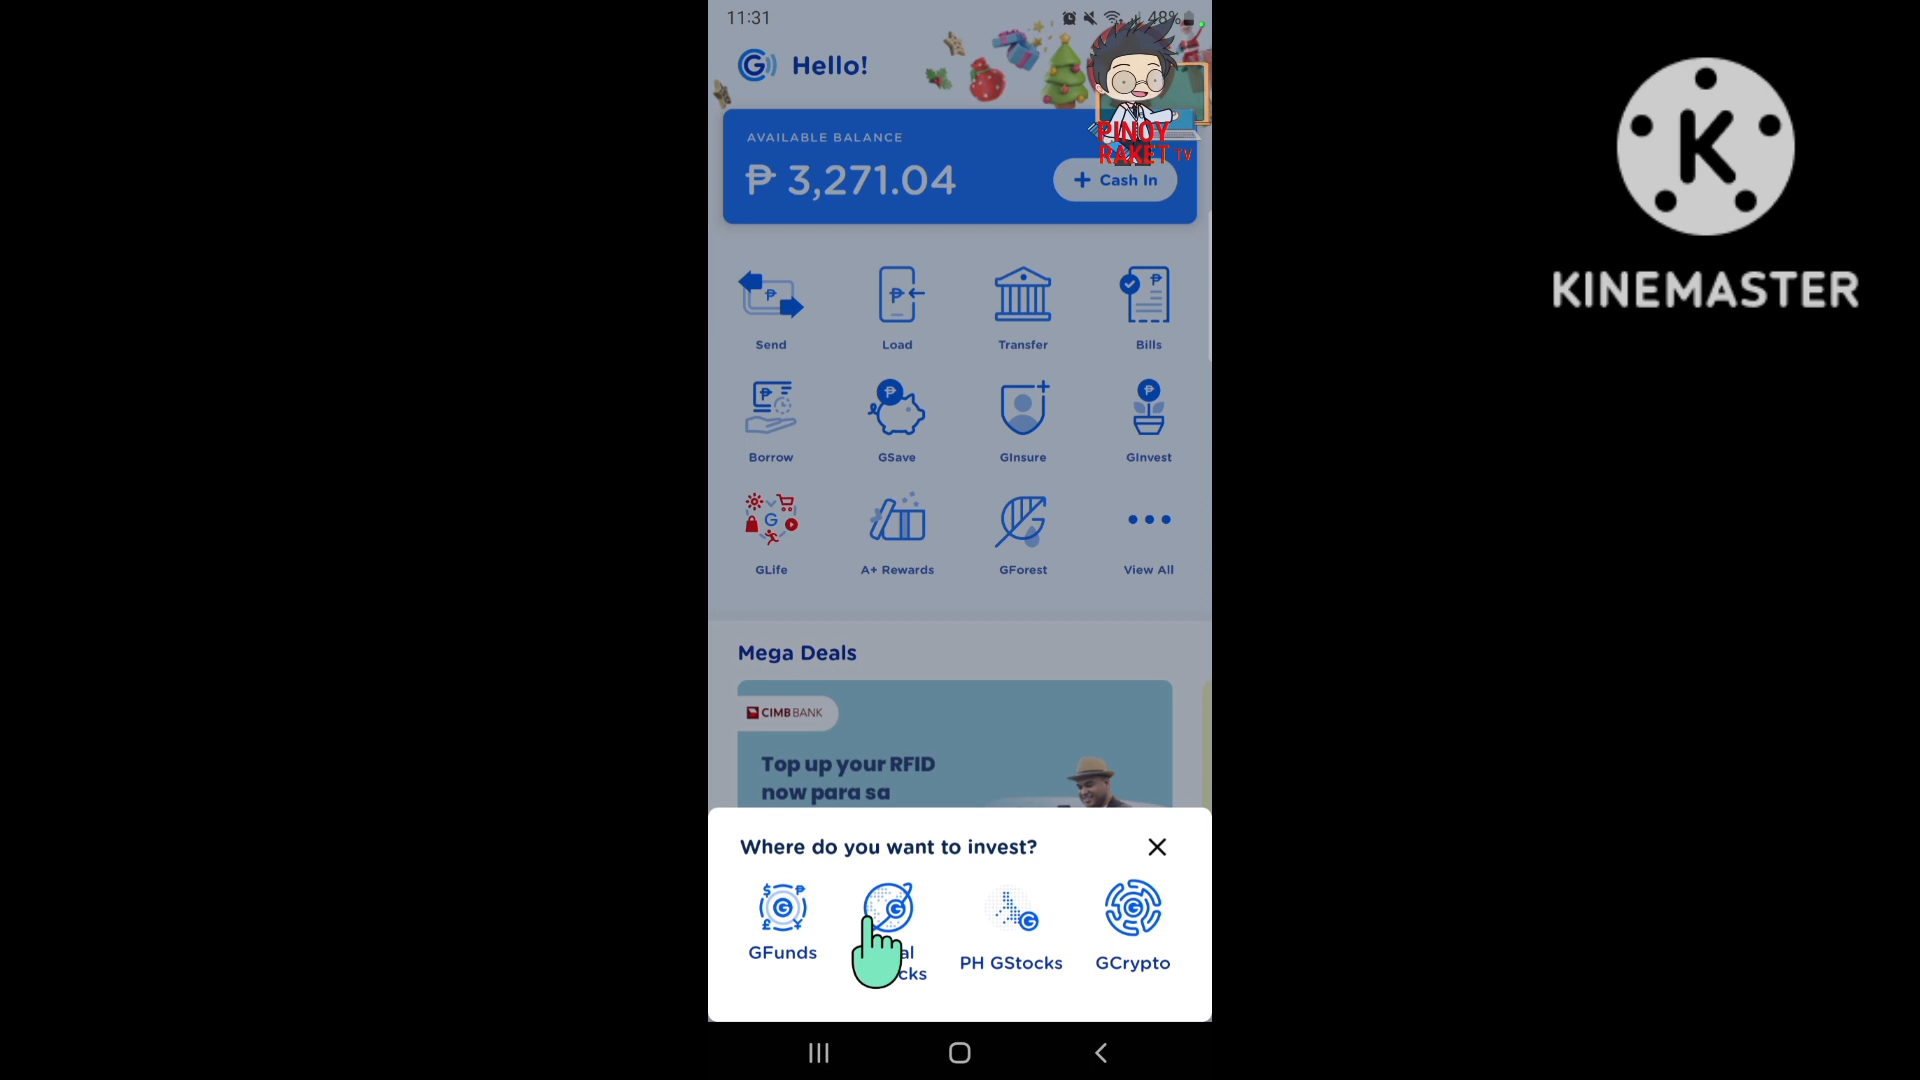 11:31
48%
Hello!
PINOY
RAKET TV
AVAILABLE BALANCE
₱ 3,271.04
+ Cash In
Send
Load
Transfer
Bills
Borrow
GSave
GInsure
GInvest
GLife
A+ Rewards
GForest
View All
Mega Deals
CIMB BANK
Top up your RFID
now para sa
Where do you want to invest?
GFunds
PH GStocks
GCrypto
K
KINEMASTER